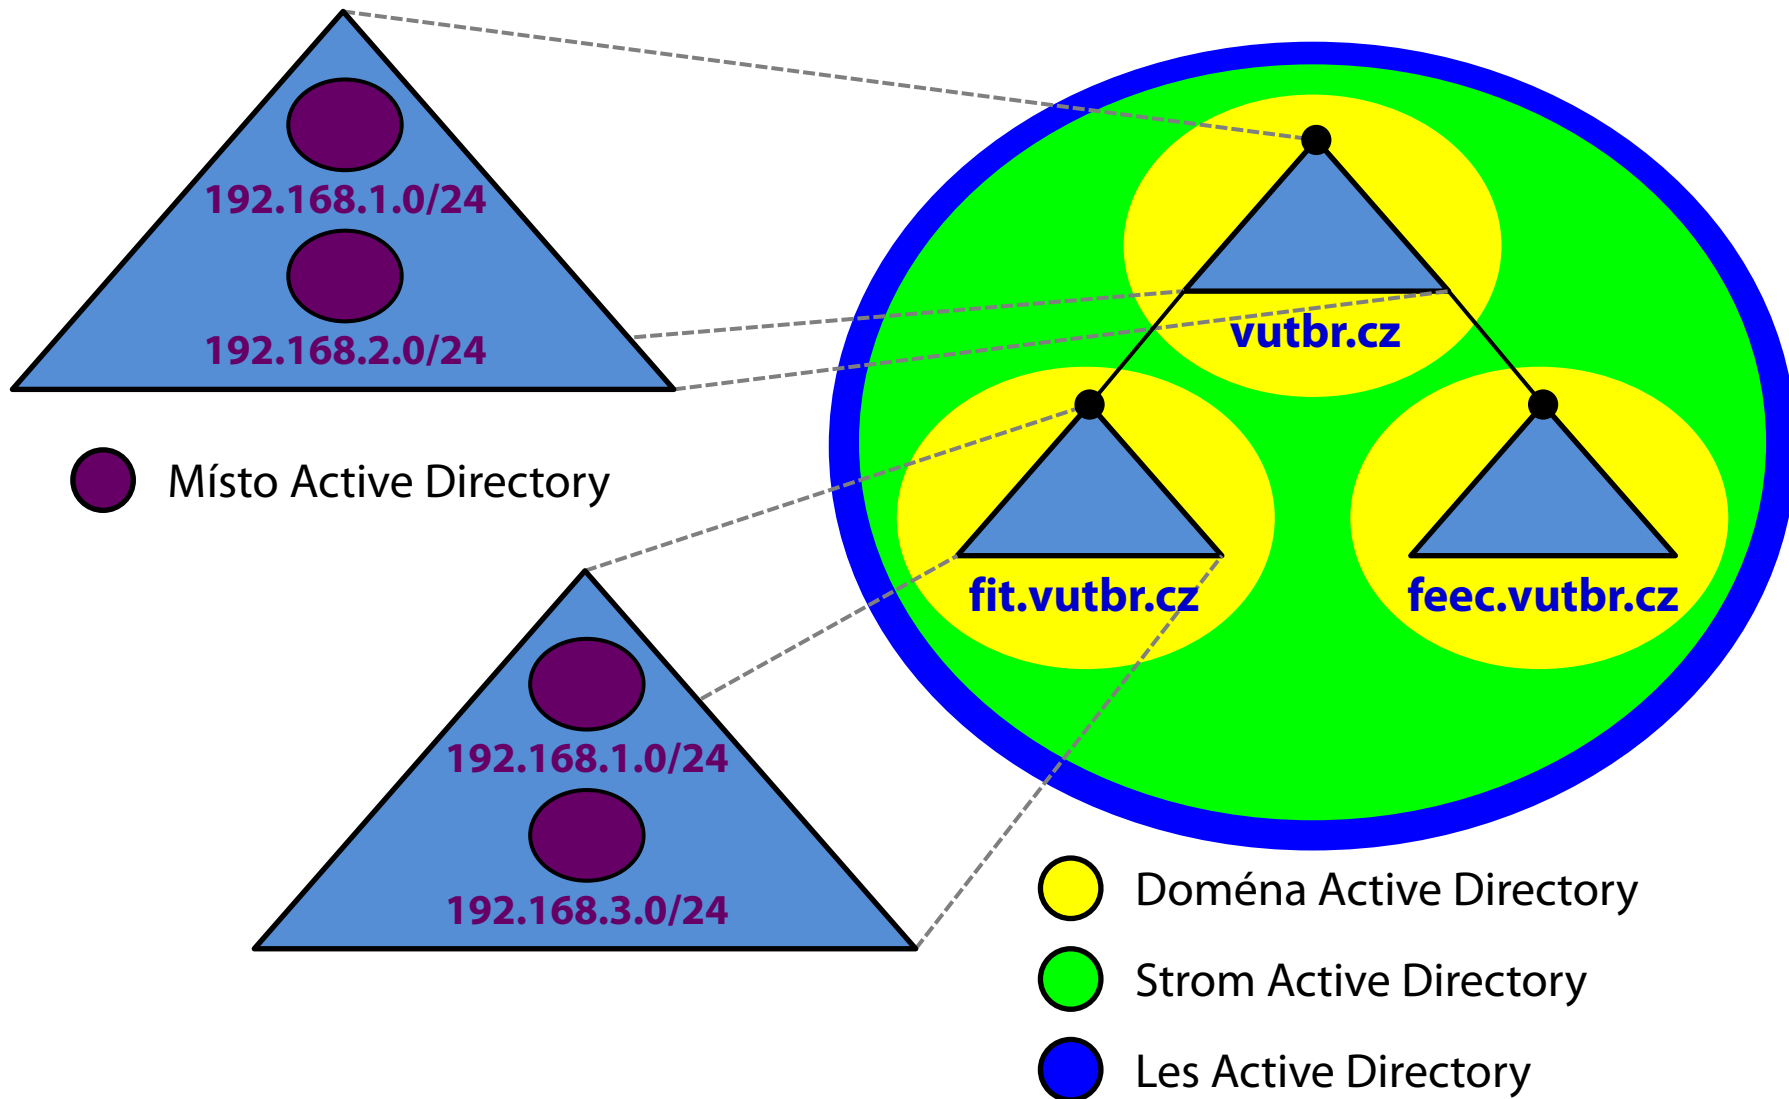 192.168.1.0/24
192.168.2.0/24
Místo Active Directory
vutbr.cz
fit.vutbr.cz
feec.vutbr.cz
192.168.1.0/24
192.168.3.0/24
Doména Active Directory
Strom Active Directory
Les Active Directory